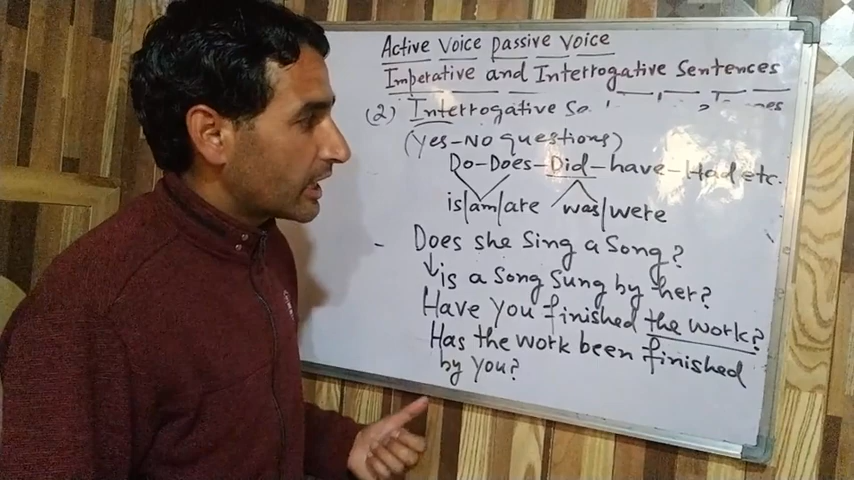 Active Voice Passive Voice
Imperative and Interrogative Sentences
(2) Interrogative
(Yes-No questions)
Do-Does-Did-have-Had etc.
is/am/are was/were
- Does she Sing a Song?
is a Song Sung by her?
Have you finished the work?
Has the work been finished
by you?